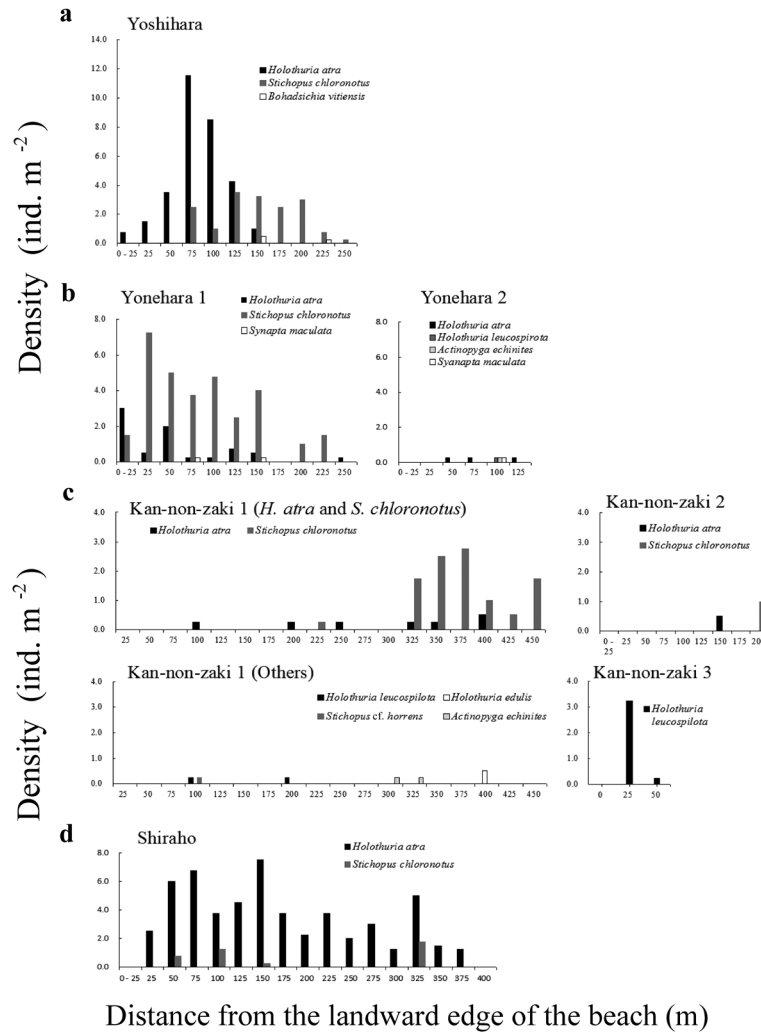 a
Yoshihara
14.0
12.0
10.0
8.0
6.0
4.0
2.0
0.0
Holothuria atra
Stichopus chloronotus
Bohadsichia vitiensis
0 - 25 25 50 75 100 125 150 175 200 225 250
Density (ind. m -2)
b
Yonehara 1
8.0
6.0
4.0
2.0
0.0
Holothuria atra
Stichopus chloronotus
Synapta maculata
0 - 25 25 50 75 100 125 150 175 200 225 250
Yonehara 2
8.0
6.0
4.0
2.0
0.0
Holothuria atra
Holothuria leucospirota
Actinopyga echinites
Syanapta maculata
0 - 25 25 50 75 100 125
c
Kan-non-zaki 1 (H. atra and S. chloronotus)
4.0
3.0
2.0
1.0
0.0
Holothuria atra Stichopus chloronotus
25 50 75 100 125 150 175 200 225 250 300 325 350 375 400 425 450
Kan-non-zaki 2
4.0
3.0
2.0
1.0
0.0
Holothuria atra
Stichopus chloronotus
0 - 25 50 75 100 125 150 175 200
25
Density (ind. m -2)
Kan-non-zaki 1 (Others)
4.0
3.0
2.0
1.0
0.0
Holothuria leucospilota Holothuria edulis
Stichopus cf. horrens Actinopyga echinites
25 50 75 100 125 150 175 200 225 250 300 325 350 375 400 425 450
Kan-non-zaki 3
4.0
3.0
2.0
1.0
0.0
Holothuria
leucospilota
0 25 50
d
Shiraho
8.0
6.0
4.0
2.0
0.0
Holothuria atra
Stichopus chloronotus
0 - 25 25 50 75 100 125 150 175 200 225 250 275 300 325 350 375 400
Distance from the landward edge of the beach (m)